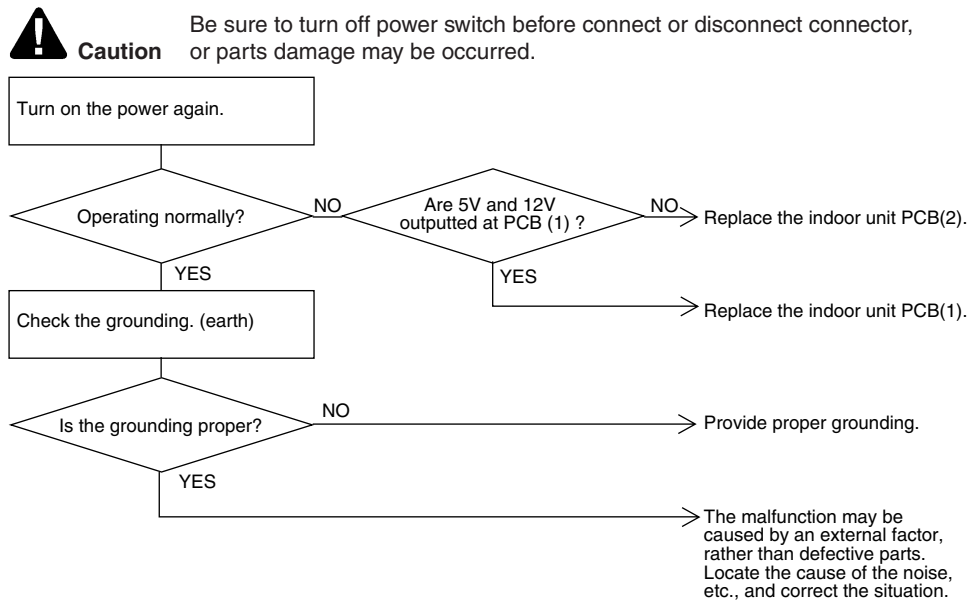 Be sure to turn off power switch before connect or disconnect connector,
Caution or parts damage may be occurred.
Turn on the power again.
Operating normally?
NO
Are 5V and 12V
outputted at PCB (1) ?
NO
Replace the indoor unit PCB(2).
YES
YES
Check the grounding. (earth)
Replace the indoor unit PCB(1).
Is the grounding proper?
NO
Provide proper grounding.
YES
The malfunction may be
caused by an external factor,
rather than defective parts.
Locate the cause of the noise,
etc., and correct the situation.